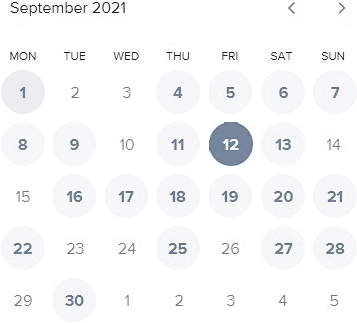 September 2021
MON TUE WED THU FRI SAT SUN
1 2 3 4 5 6 7
8 9 10 11 12 13 14
15 16 17 18 19 20 21
22 23 24 25 26 27 28
29 30 1 2 3 4 5